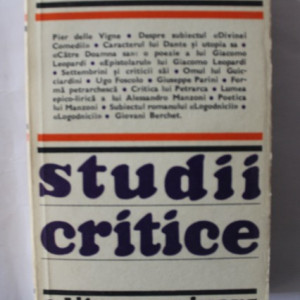 Pier delle Vigne • Despre subiectul «Divinei
Comedii» • Caracterul lui Dante și utopia sa •
«Către Doamna sa»: o poezie a lui Giacomo
Leopardi • «Epistolarul» lui Giacomo Leopardi
• Settembrini și criticii săi • Omul lui Guic-
ciardini • Ugo Foscolo • Giuseppe Parini • For-
mă petrarchescă • Critica lui Petrarca • Lumea
epico-lirică a lui Alessandro Manzoni • Poetica
lui Manzoni • Subiectul romanului «Logodnicii» •
«Logodnicii» • Giovani Berchet.
studii
critice